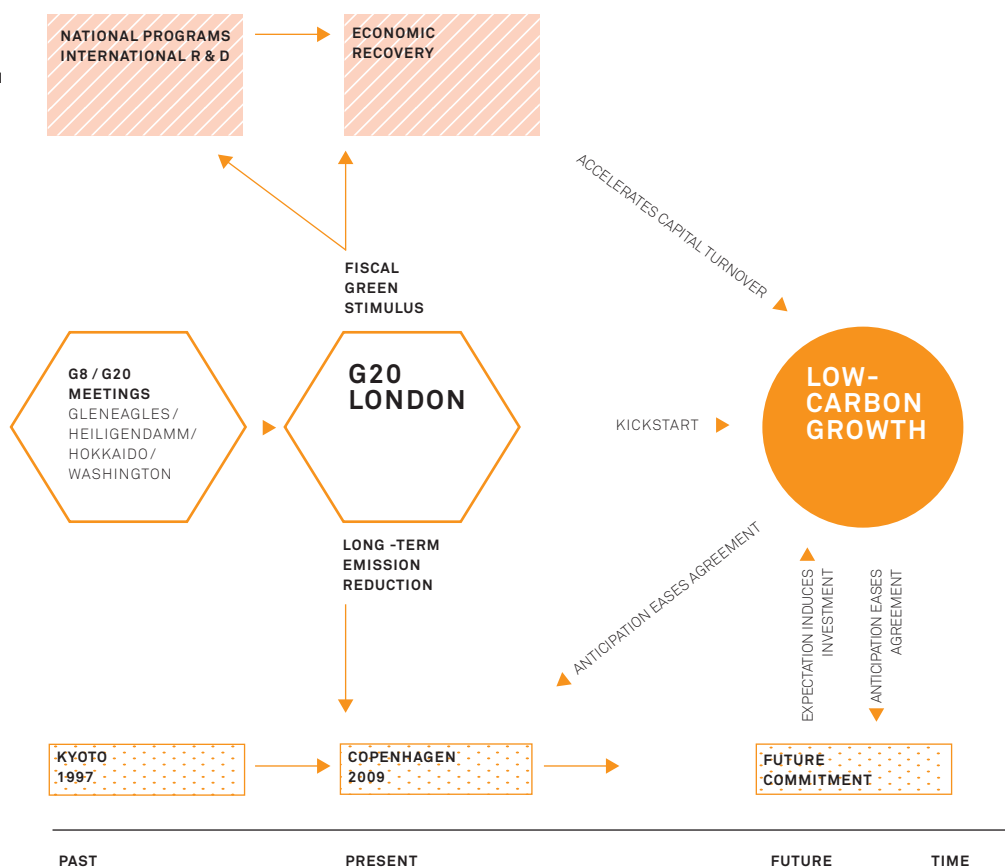 NATIONAL PROGRAMS
INTERNATIONAL R & D
ECONOMIC
RECOVERY
ACCELERATES CAPITAL TURNOVER
FISCAL
GREEN
STIMULUS
G8 / G20
MEETINGS
GLENEAGLES/
HEILIGENDAMM/
HOKKAIDO/
WASHINGTON
G20
LONDON
KICKSTART
LOW-
CARBON
GROWTH
LONG -TERM
EMISSION
REDUCTION
ANTICIPATION EASES AGREEMENT
EXPECTATION INDUCES
INVESTMENT
ANTICIPATION EASES
AGREEMENT
KYOTO
1997
COPENHAGEN
2009
FUTURE
COMMITMENT
PAST
PRESENT
FUTURE
TIME